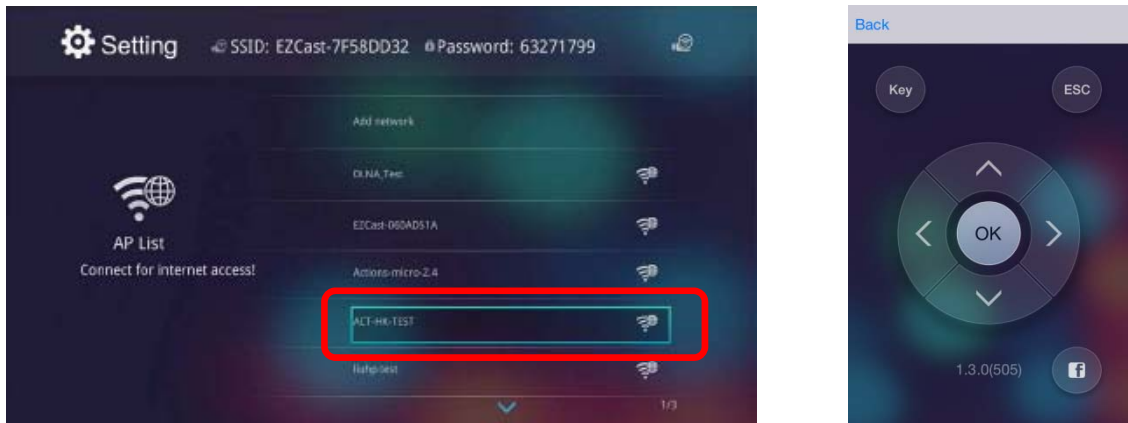 Setting SSID: EZCast-7F58DD32 Password: 63271799
Add network
DLNA_Test
EZCast-060AD51A
AP List
Connect for internet access!
Actions-micro-2.4
ACT-HK-TEST
1/3
Back
Key
ESC
OK
1.3.0(505)
f